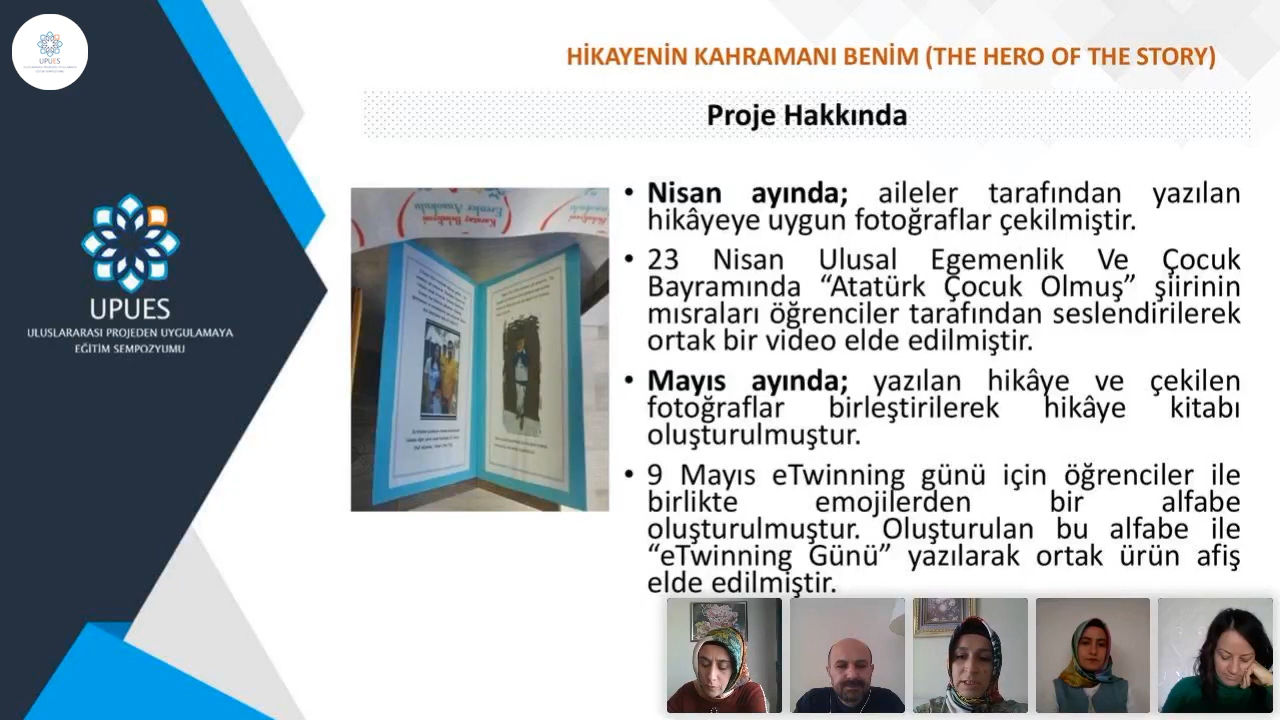 UPUES
HİKAYENİN KAHRAMANI BENİM (THE HERO OF THE STORY)
Proje Hakkında
UPUES
ULUSLARARASI PROJEDEN UYGULAMAYA
EĞİTİM SEMPOZYUMU
• Nisan ayında; aileler tarafından yazılan
hikâyeye uygun fotoğraflar çekilmiştir.
• 23 Nisan Ulusal Egemenlik Ve Çocuk
Bayramında “Atatürk Çocuk Olmuş” şiirinin
mısraları öğrenciler tarafından seslendirilerek
ortak bir video elde edilmiştir.
• Mayıs ayında; yazılan hikâye ve çekilen
fotoğraflar birleştirilerek hikâye kitabı
oluşturulmuştur.
• 9 Mayıs eTwinning günü için öğrenciler ile
birlikte emojilerden bir alfabe
oluşturulmuştur. Oluşturulan bu alfabe ile
“eTwinning Günü” yazılarak ortak ürün afiş
elde edilmiştir.